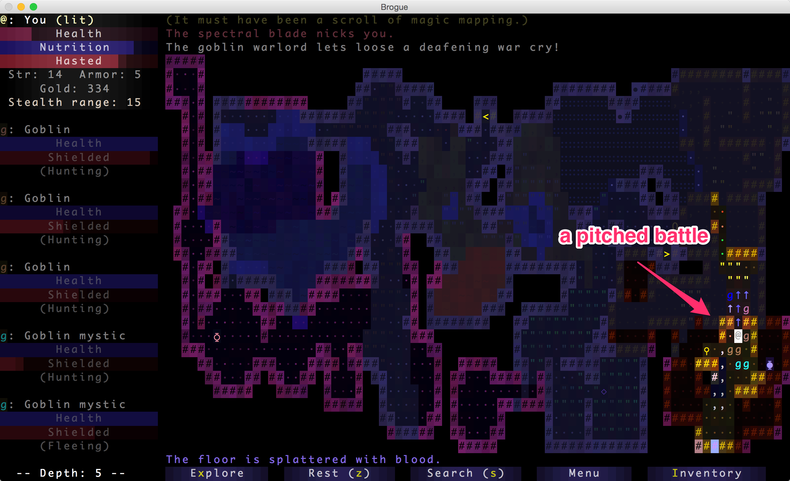 Brogue
@: You (lit)
Health
Nutrition
Hasted
Str: 14 Armor: 5
Gold: 334
Stealth range: 15
g: Goblin
Health
Shielded
(Hunting)
g: Goblin
Health
Shielded
(Hunting)
g: Goblin
Health
Shielded
(Hunting)
g: Goblin mystic
Health
Shielded
(Hunting)
g: Goblin mystic
Health
Shielded
(Fleeing)
-- Depth: 5 --
(It must have been a scroll of magic mapping.)
The spectral blade nicks you.
The goblin warlord lets loose a deafening war cry!
a pitched battle
The floor is splattered with blood.
Explore Rest (z) Search (s) Menu Inventory